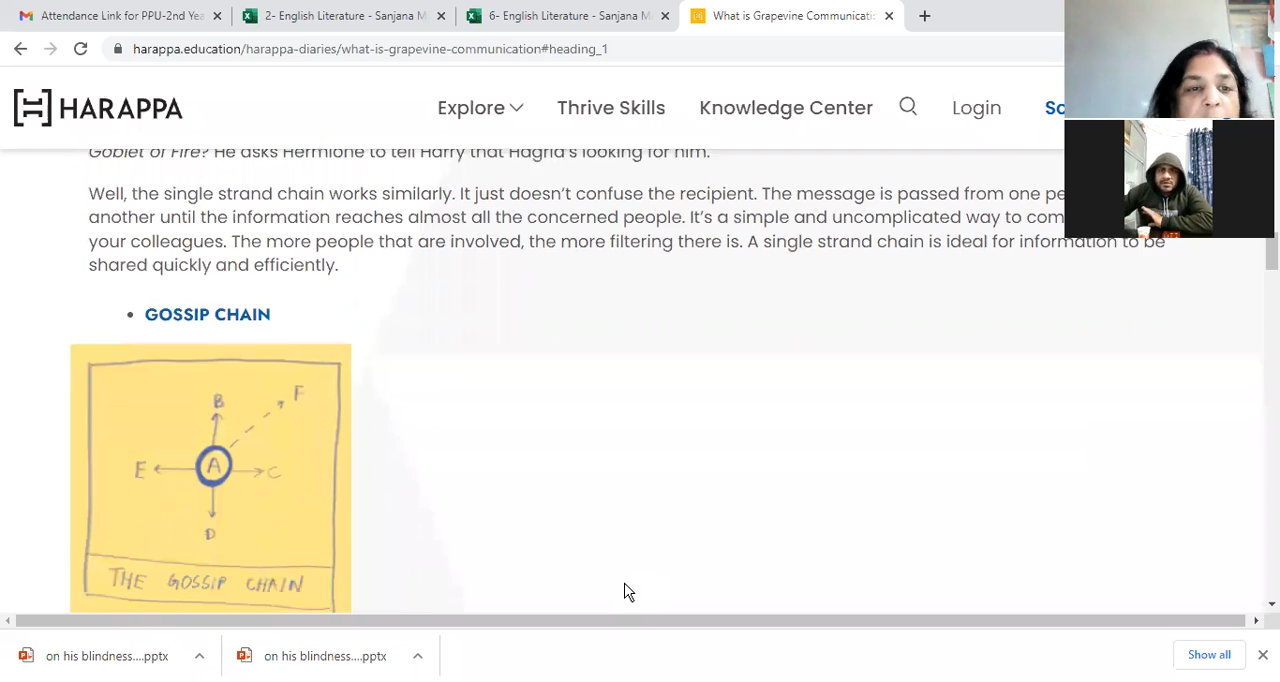 Attendance Link for PPU-2nd Yea
2- English Literature - Sanjana M
6- English Literature - Sanjana M
What is Grapevine Communicati
harappa.education/harappa-diaries/what-is-grapevine-communication#heading_1
HARAPPA
Explore
Thrive Skills
Knowledge Center
Login
Goblet of Fire? He asks Hermione to tell Harry that Hagrid's looking for him.
Well, the single strand chain works similarly. It just doesn't confuse the recipient. The message is passed from one pe
another until the information reaches almost all the concerned people. It's a simple and uncomplicated way to com
your colleagues. The more people that are involved, the more filtering there is. A single strand chain is ideal for information to be
shared quickly and efficiently.
• GOSSIP CHAIN
B
F
E
A
C
D
THE GOSSIP CHAIN
on his blindness....pptx
on his blindness....pptx
Show all